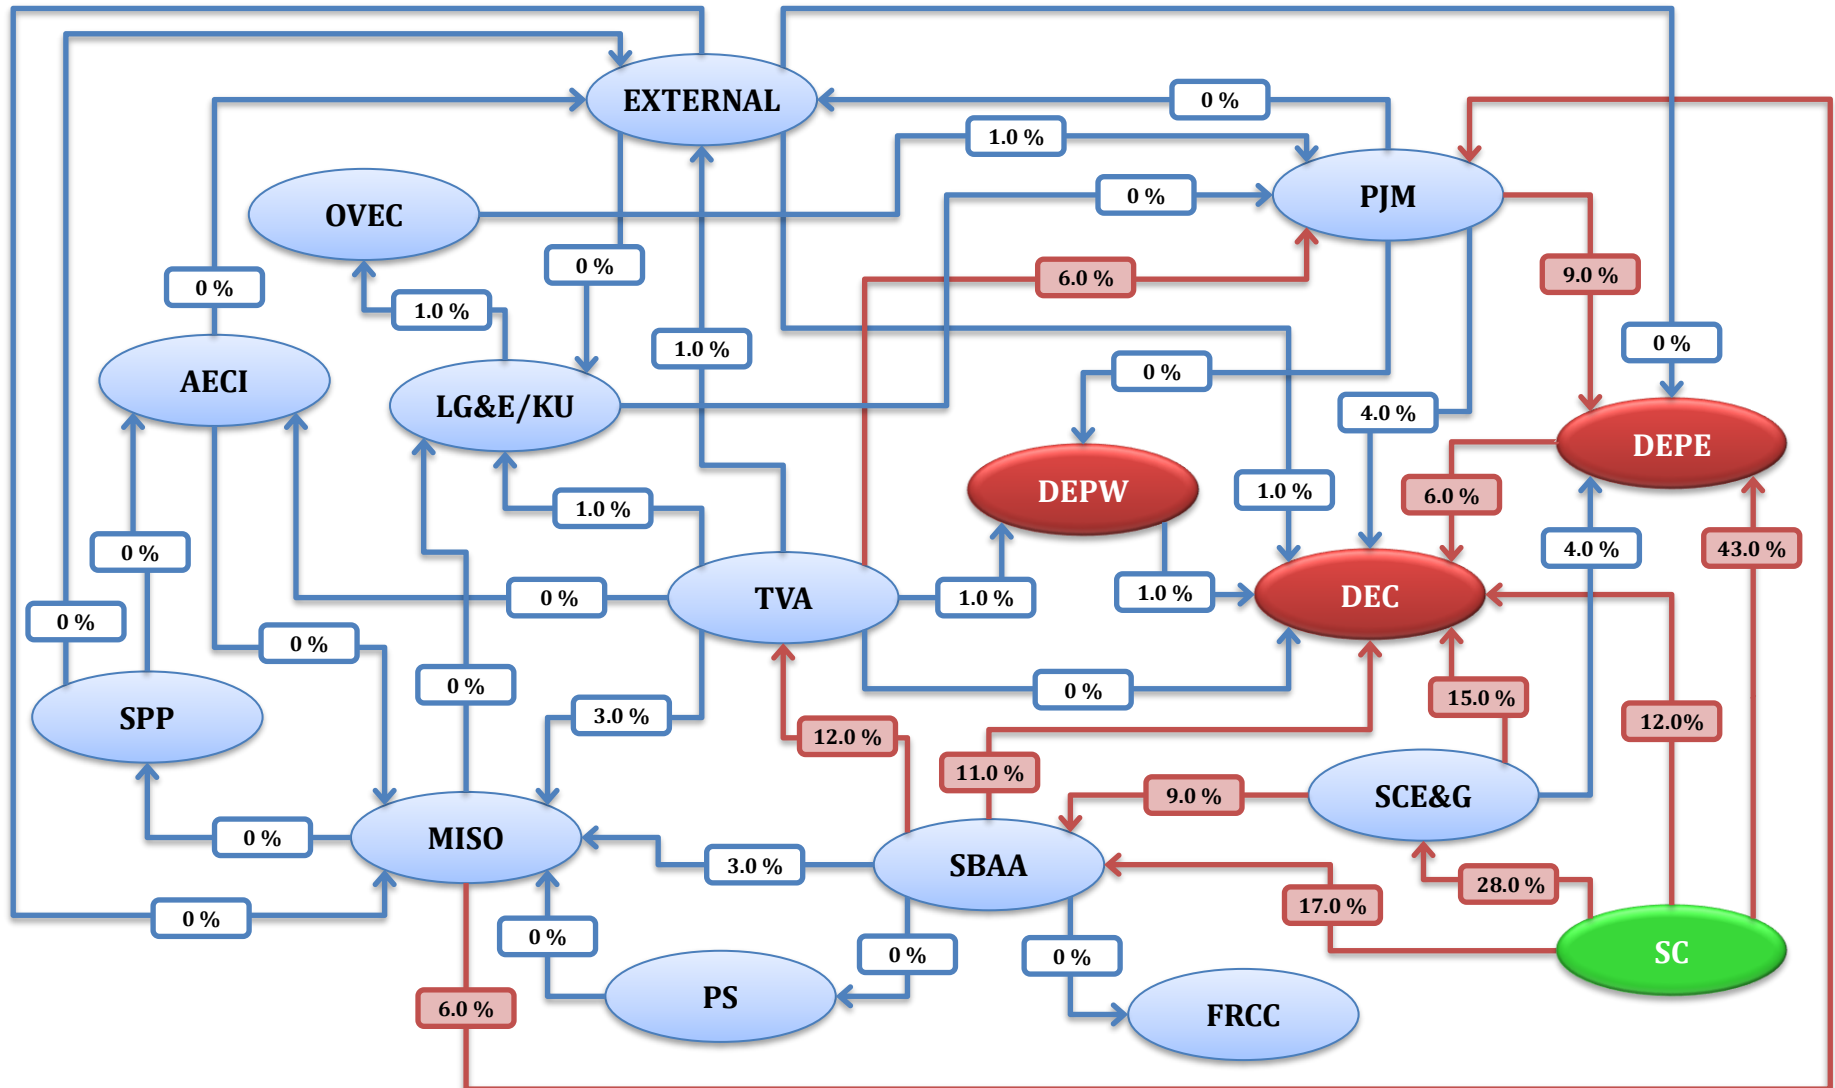 EXTERNAL
0 %
1.0 %
PJM
0 %
OVEC
0 %
9.0 %
6.0 %
0 %
1.0 %
1.0 %
0 %
0 %
AECI
LG&E/KU
4.0 %
DEPE
DEPW
1.0 %
6.0 %
1.0 %
0 %
4.0 %
43.0 %
TVA
DEC
0 %
1.0 %
1.0 %
0 %
0 %
0 %
0 %
15.0 %
SPP
3.0 %
12.0 %
12.0%
11.0 %
9.0 %
SCE&G
MISO
0 %
3.0 %
SBAA
28.0 %
17.0 %
0 %
0 %
0 %
0 %
SC
PS
6.0 %
FRCC